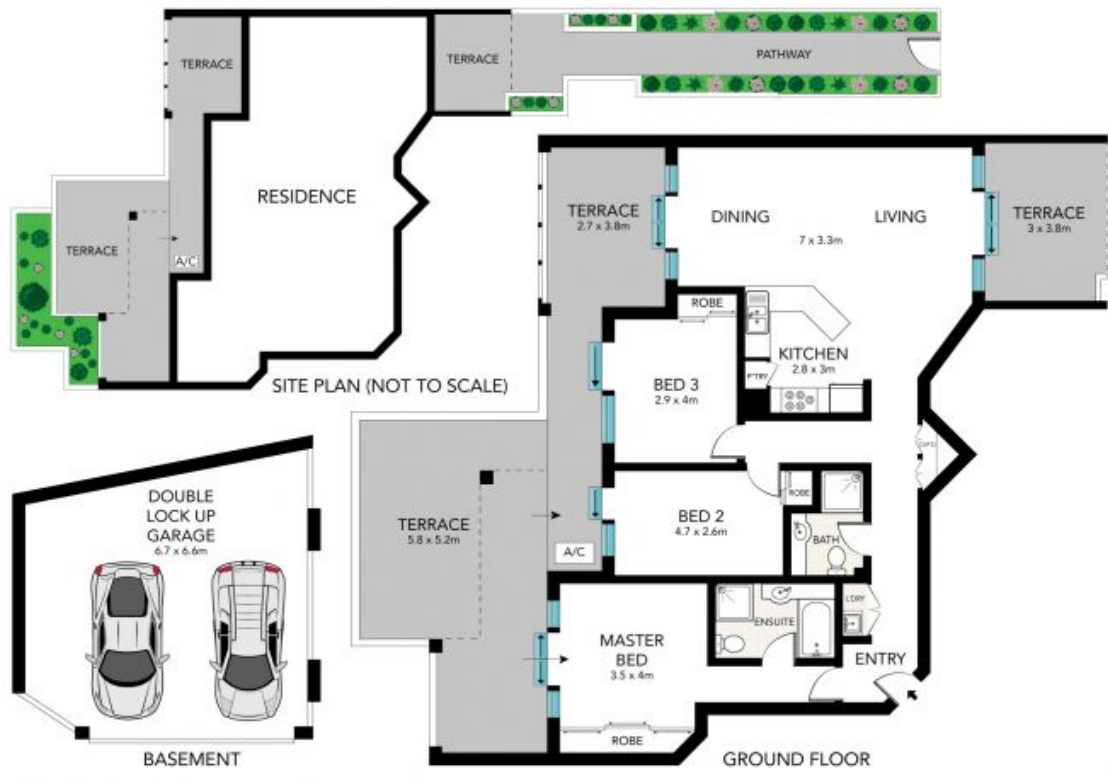 TERRACE
TERRACE
PATHWAY
RESIDENCE
TERRACE
A/C
SITE PLAN (NOT TO SCALE)
TERRACE
2.7 x 3.8m
DINING
LIVING
7 x 3.3m
TERRACE
3 x 3.8m
ROBE
KITCHEN
2.8 x 3m
P'TRY
BED 3
2.9 x 4m
CUP'D
TERRACE
5.8 x 5.2m
A/C
BED 2
4.7 x 2.6m
ROBE
BATH
L'DRY
ENSUITE
MASTER
BED
3.5 x 4m
ENTRY
ROBE
GROUND FLOOR
DOUBLE
LOCK UP
GARAGE
6.7 x 6.6m
BASEMENT